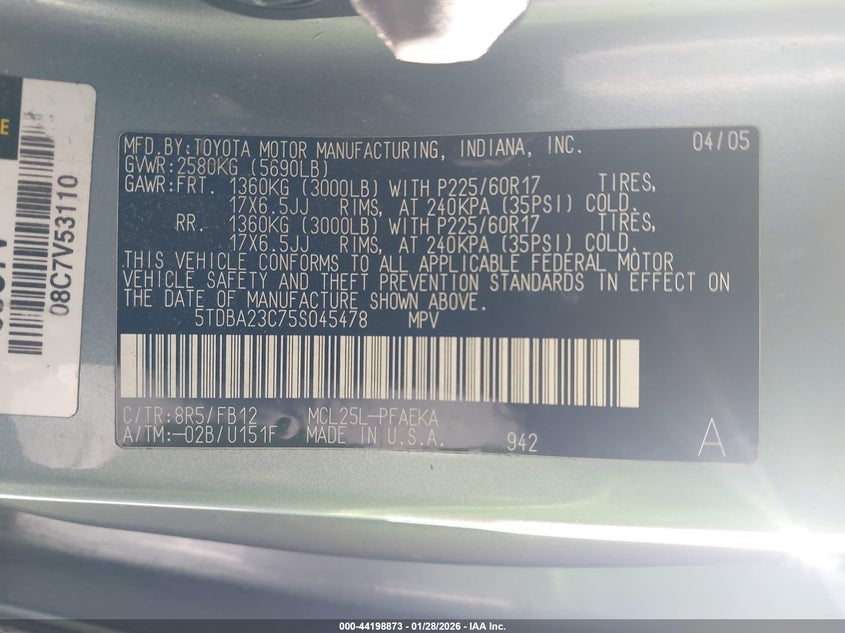 MFD.BY:TOYOTA MOTOR MANUFACTURING, INDIANA, INC. 04/05
GVWR:2580KG (5690LB)
GAWR:FRT. 1360KG (3000LB) WITH P225/60R17 TIRES,
17X6.5JJ RIMS, AT 240KPA (35PSI) COLD.
RR. 1360KG (3000LB) WITH P225/60R17 TIRES,
17X6.5JJ RIMS, AT 240KPA (35PSI) COLD.
THIS VEHICLE CONFORMS TO ALL APPLICABLE FEDERAL MOTOR
VEHICLE SAFETY AND THEFT PREVENTION STANDARDS IN EFFECT ON
THE DATE OF MANUFACTURE SHOWN ABOVE.
5TDBA23C75S045478 MPV
C/TR:8R5/FB12 MCL25L-PFAEKA
A/TM:-02B/U151F MADE IN U.S.A. 942 A
08C7V53110
000-44198873 | 01/28/2026 | IAA Inc.